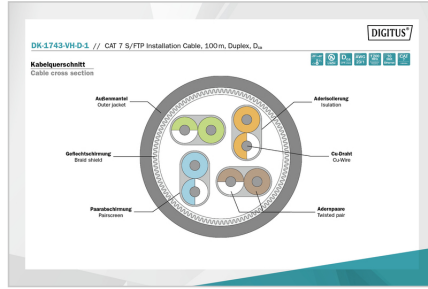 DIGITUS®
DK-1743-VH-D-1 // CAT 7 S/FTP Installation Cable, 100 m, Duplex, Dca
Kabelquerschnitt
Cable cross section
Außenmantel
Outer jacket
Aderisolierung
Insulation
Geflechtschirmung
Braid shield
Cu-Draht
Cu-Wire
Paarabschirmung
Pairscreen
Adernpaare
Twisted pair